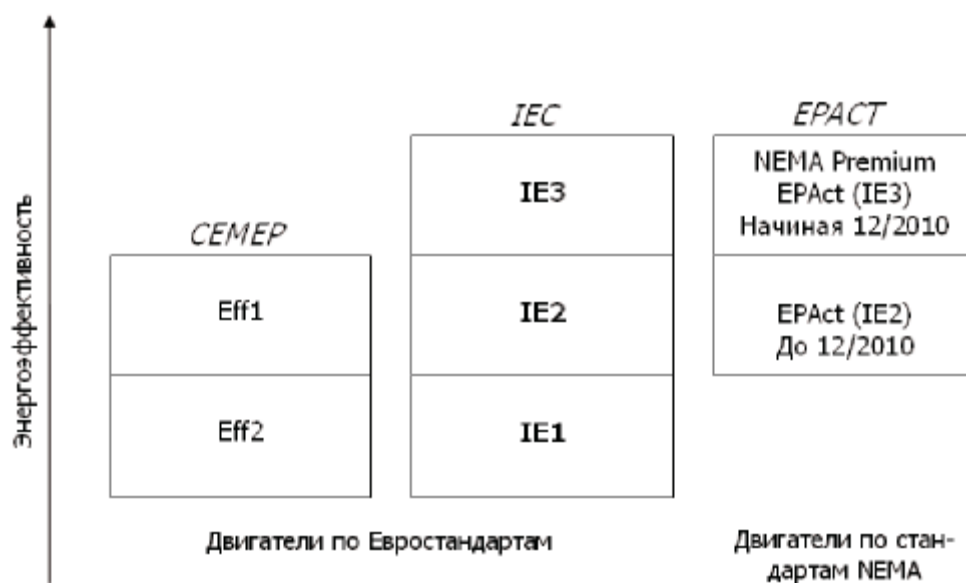 Энергоэффективность
CEMEP
Eff1
Eff2
IEC
IE3
IE2
IE1
EPACT
NEMA Premium
EPAct (IE3)
Начиная 12/2010
EPAct (IE2)
До 12/2010
Двигатели по Евростандартам
Двигатели по стан-
дартам NEMA